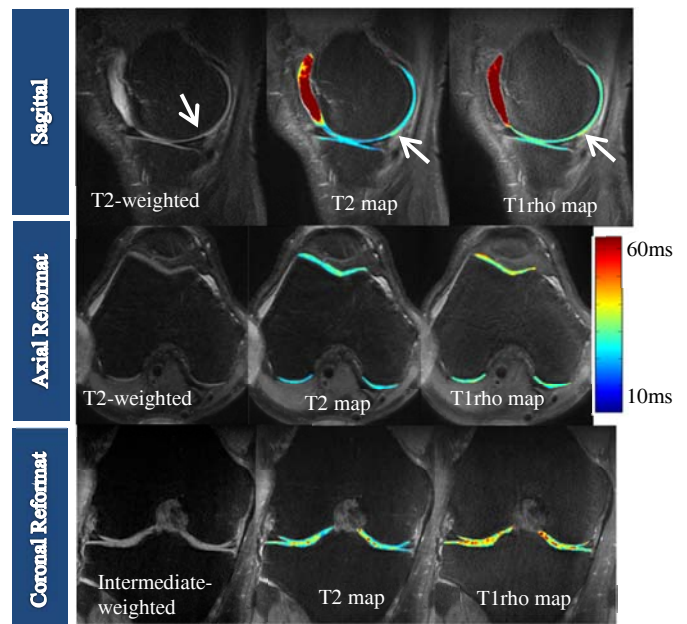 Sagittal
T2-weighted
T2 map
T1rho map
Axial Reformat
T2-weighted
T2 map
T1rho map
60ms
10ms
Coronal Reformat
Intermediate-
weighted
T2 map
T1rho map